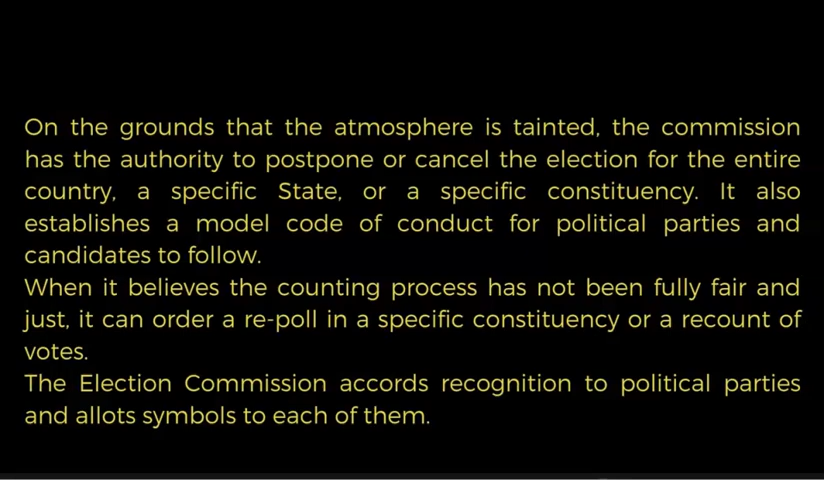 On the grounds that the atmosphere is tainted, the commission
has the authority to postpone or cancel the election for the entire
country, a specific State, or a specific constituency. It also
establishes a model code of conduct for political parties and
candidates to follow.
When it believes the counting process has not been fully fair and
just, it can order a re-poll in a specific constituency or a recount of
votes.
The Election Commission accords recognition to political parties
and allots symbols to each of them.